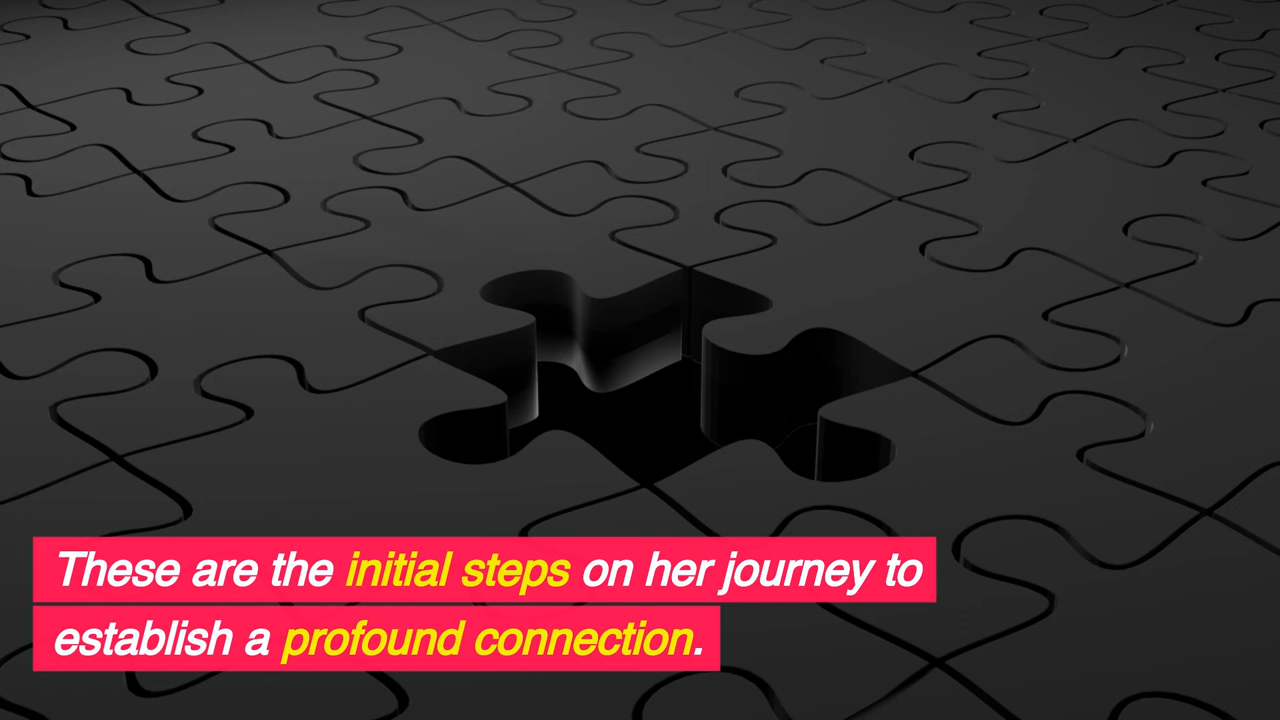 These are the initial steps on her journey to
establish a profound connection.